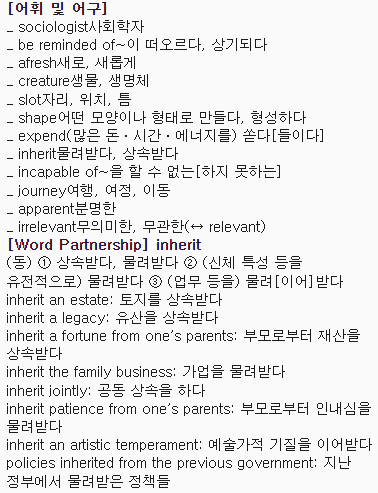 [어휘 및 어구]
_ sociologist사회학자
_ be reminded of~이 떠오르다, 상기되다
_ afresh새로, 새롭게
_ creature생물, 생명체
_ slot자리, 위치, 틈
_ shape어떤 모양이나 형태로 만들다, 형성하다
_ expend(많은 돈·시간·에너지를) 쏟다[들이다]
_ inherit물려받다, 상속받다
_ incapable of~을 할 수 없는[하지 못하는]
_ journey여행, 여정, 이동
_ apparent분명한
_ irrelevant무의미한, 무관한(↔ relevant)
[Word Partnership] inherit
(동) ① 상속받다, 물려받다 ② (신체 특성 등을
유전적으로) 물려받다 ③ (업무 등을) 물려[이어]받다
inherit an estate: 토지를 상속받다
inherit a legacy: 유산을 상속받다
inherit a fortune from one's parents: 부모로부터 재산을
상속받다
inherit the family business: 가업을 물려받다
inherit jointly: 공동 상속을 하다
inherit patience from one's parents: 부모로부터 인내심을
물려받다
inherit an artistic temperament: 예술가적 기질을 이어받다
policies inherited from the previous government: 지난
정부에서 물려받은 정책들